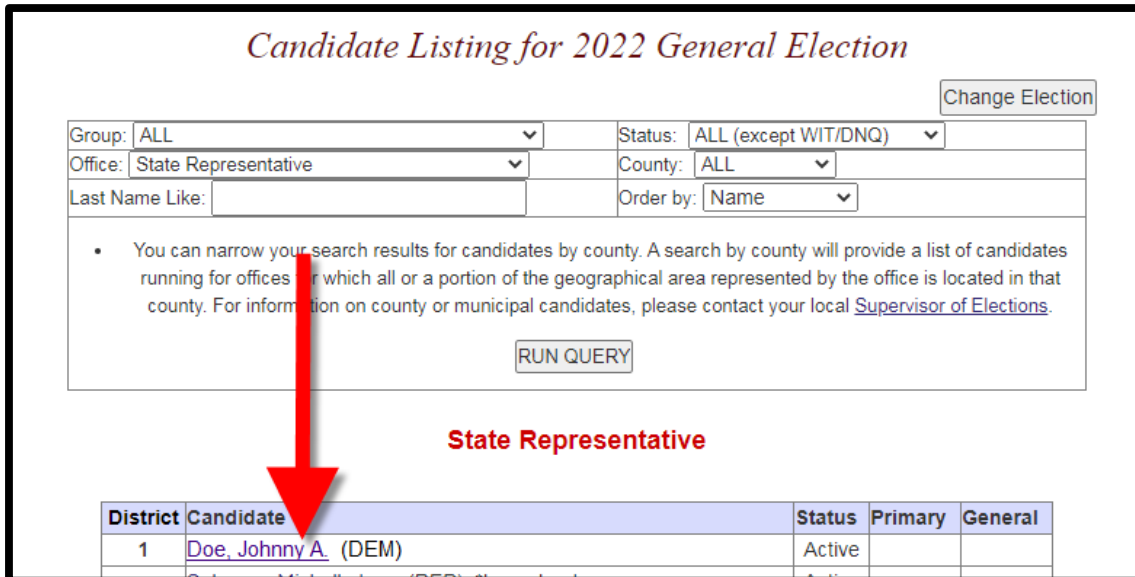 Candidate Listing for 2022 General Election
Change Election
Group: ALL Status: ALL (except WIT/DNQ)
Office: State Representative County: ALL
Last Name Like: Order by: Name
• You can narrow your search results for candidates by county. A search by county will provide a list of candidates
running for offices which all or a portion of the geographical area represented by the office is located in that
county. For information on county or municipal candidates, please contact your local Supervisor of Elections.
RUN QUERY
State Representative
District Candidate Status Primary General
1 Doe, Johnny A. (DEM) Active